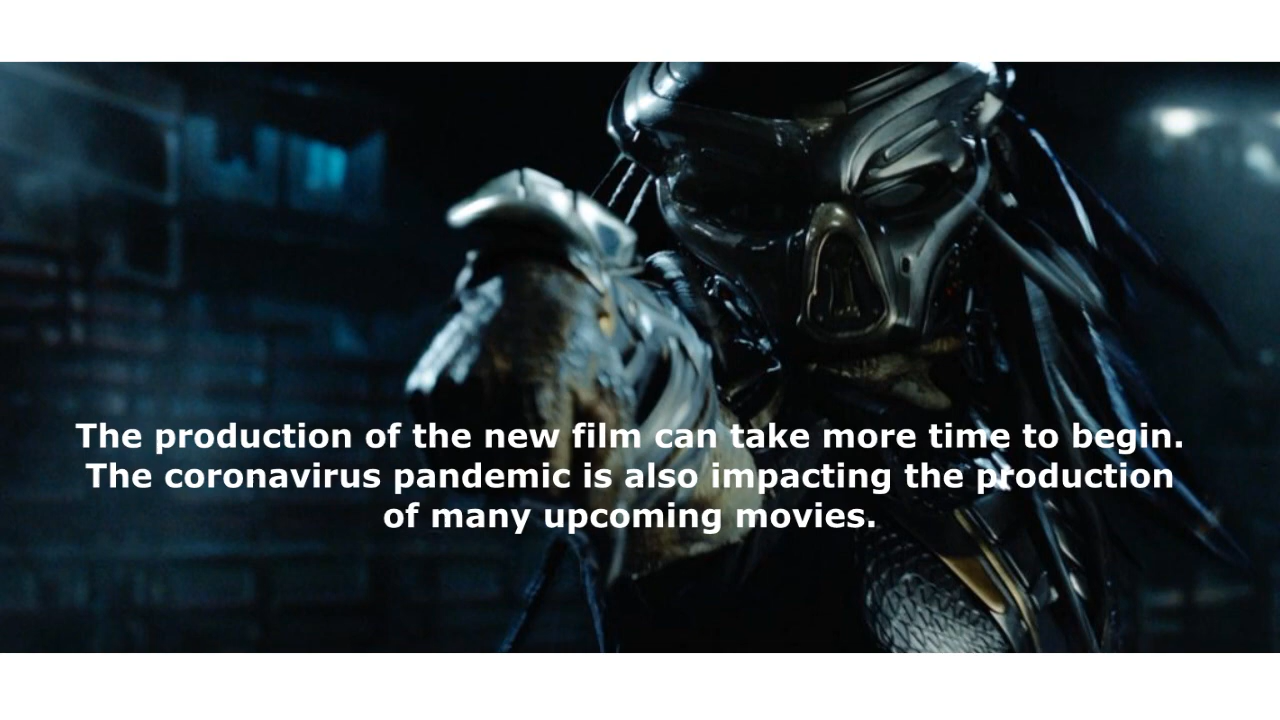 The production of the new film can take more time to begin.
The coronavirus pandemic is also impacting the production
of many upcoming movies.